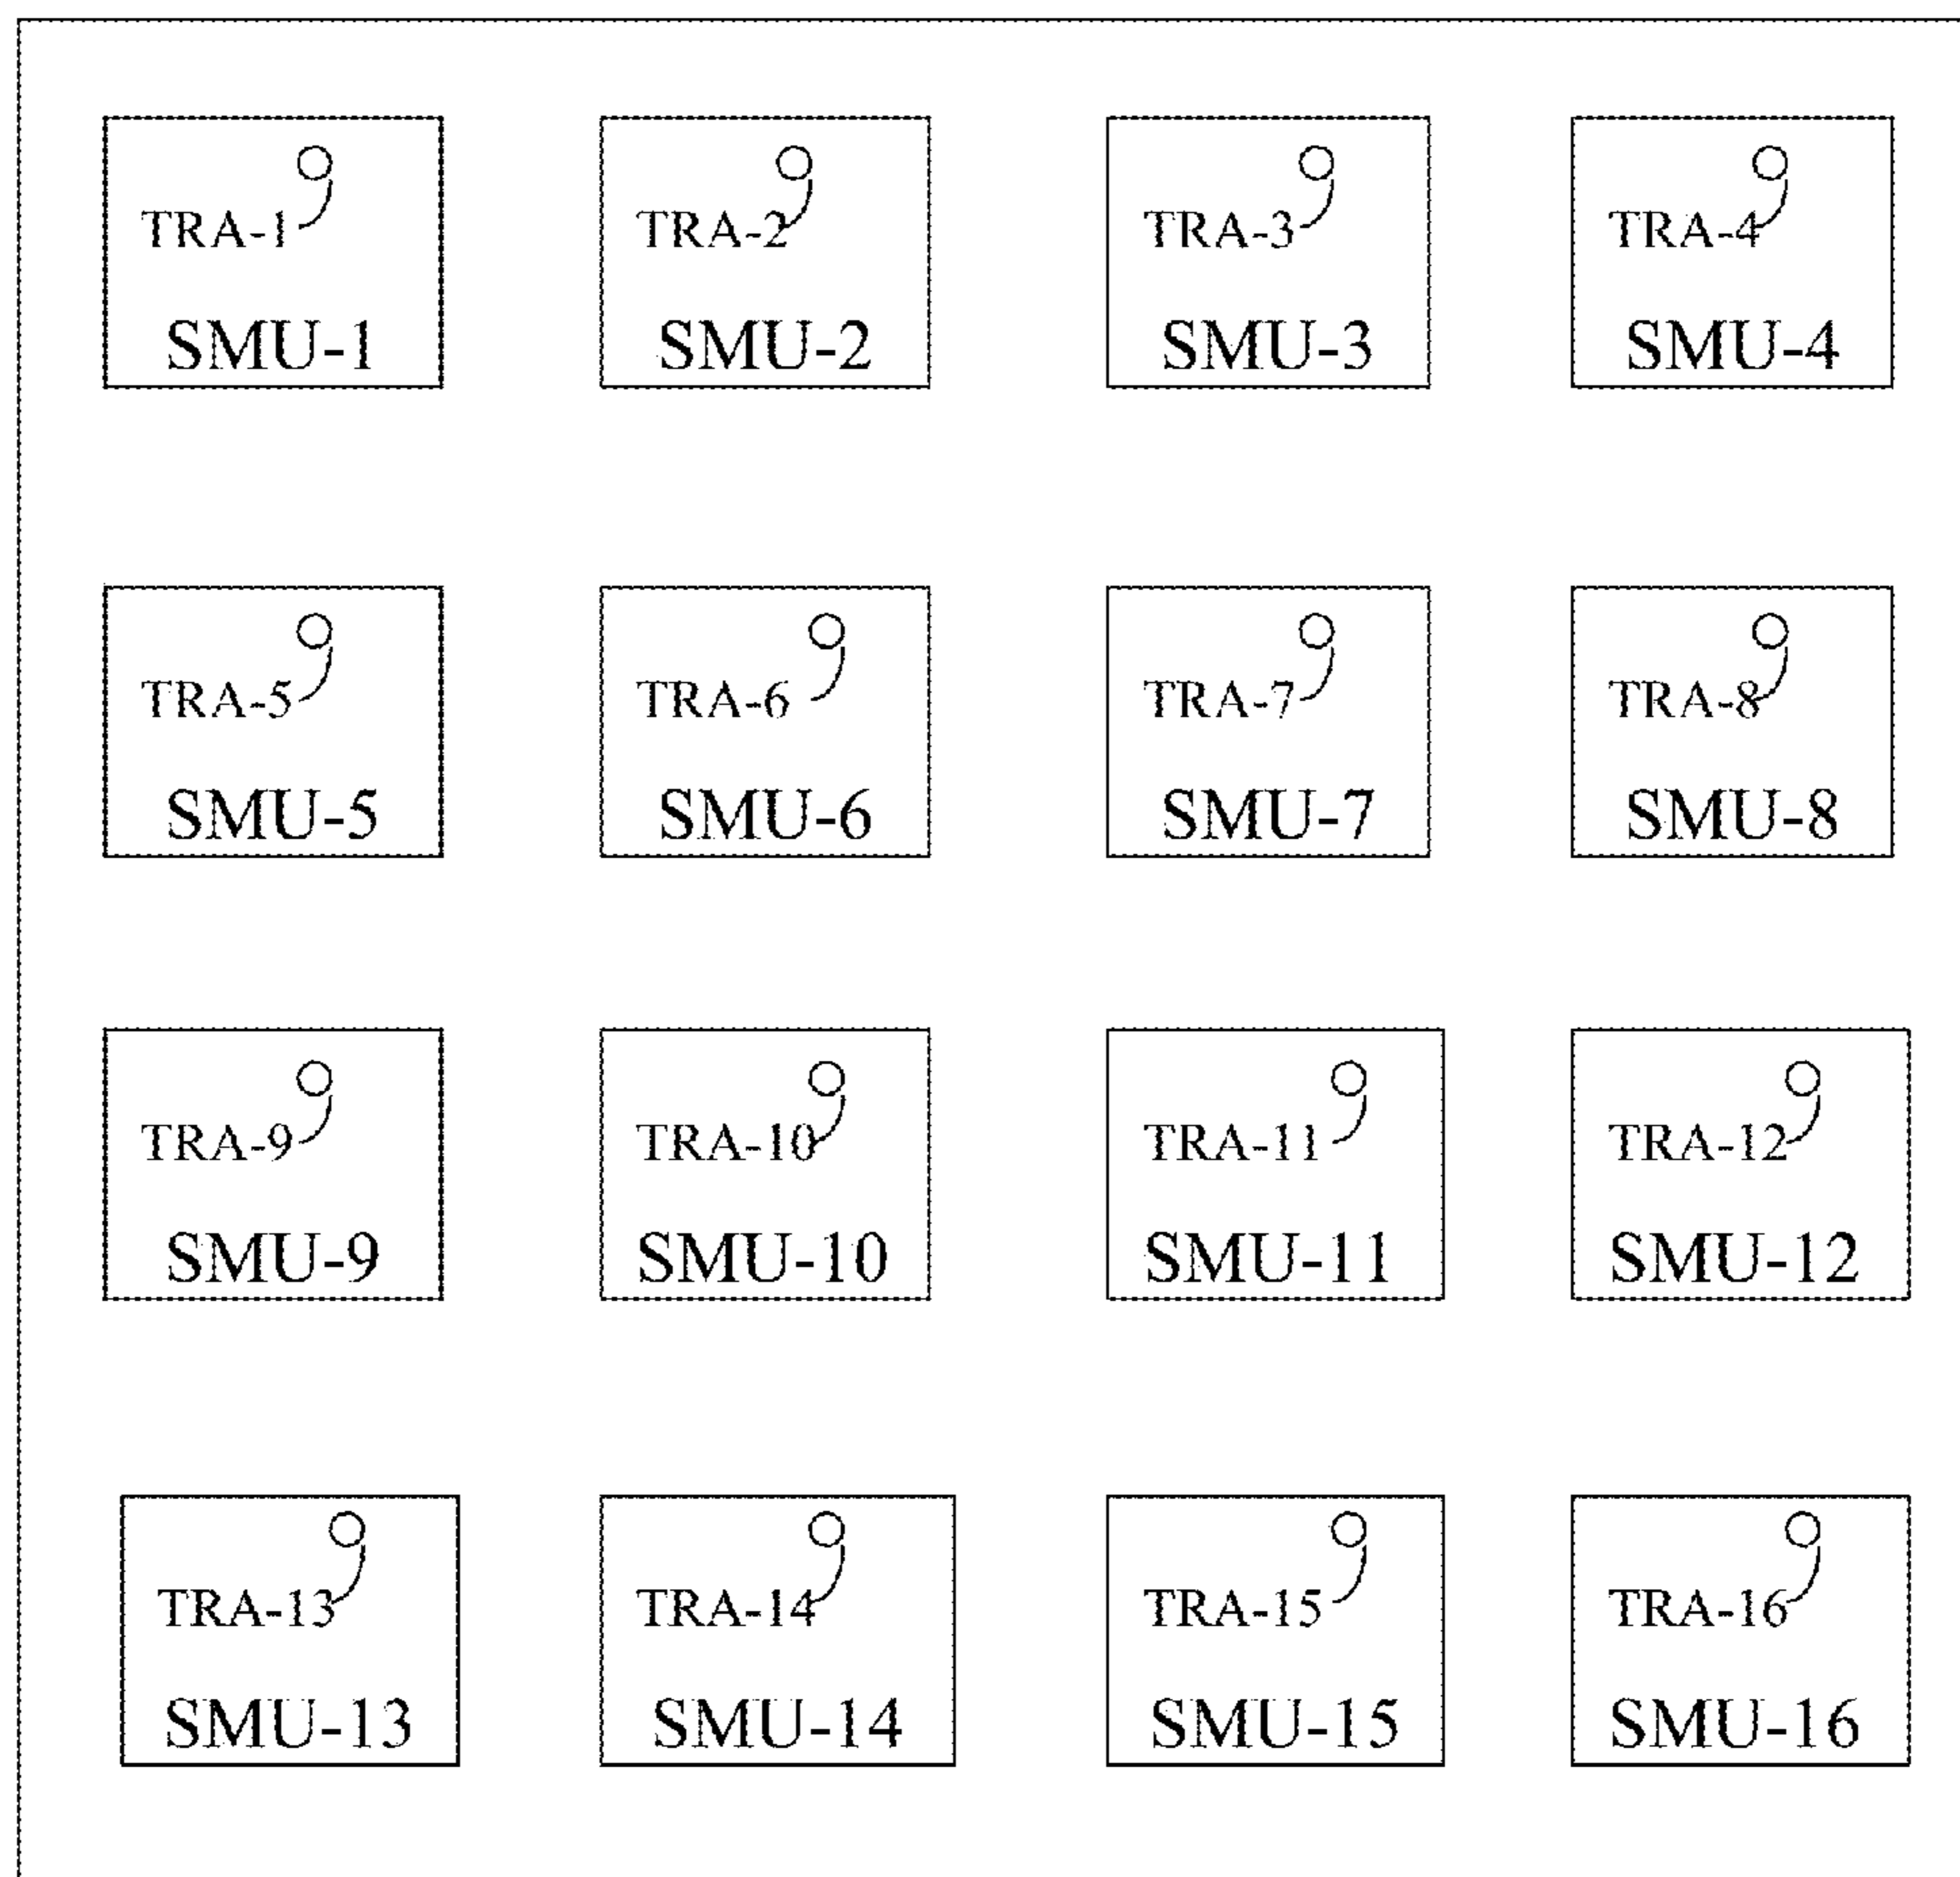 TRA-1 TRA-2 TRA-3 TRA-4
SMU-1 SMU-2 SMU-3 SMU-4
TRA-5 TRA-6 TRA-7 TRA-8
SMU-5 SMU-6 SMU-7 SMU-8
TRA-9 TRA-10 TRA-11 TRA-12
SMU-9 SMU-10 SMU-11 SMU-12
TRA-13 TRA-14 TRA-15 TRA-16
SMU-13 SMU-14 SMU-15 SMU-16